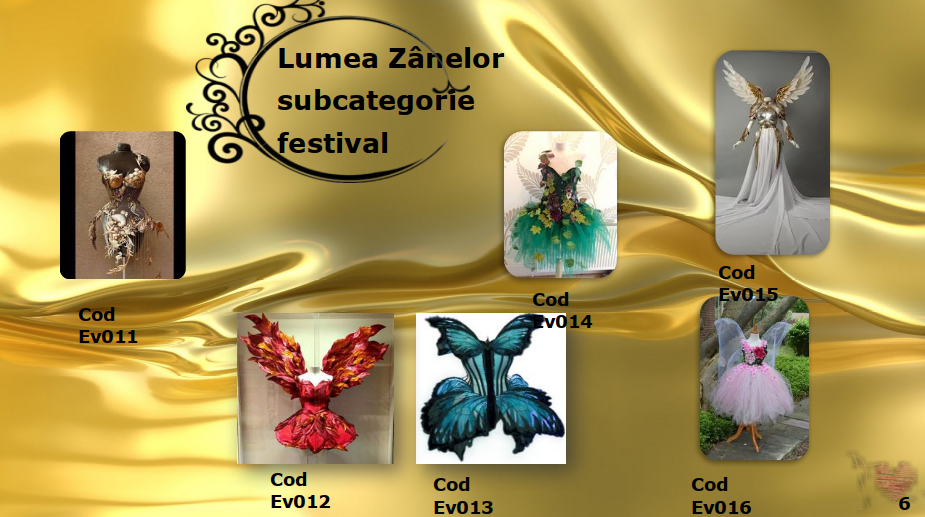 Lumea Zânelor
subcategorie
festival
Cod
Ev011
Cod
Ev012
Cod
Ev013
Cod
Ev014
Cod
Ev015
Cod
Ev016
6